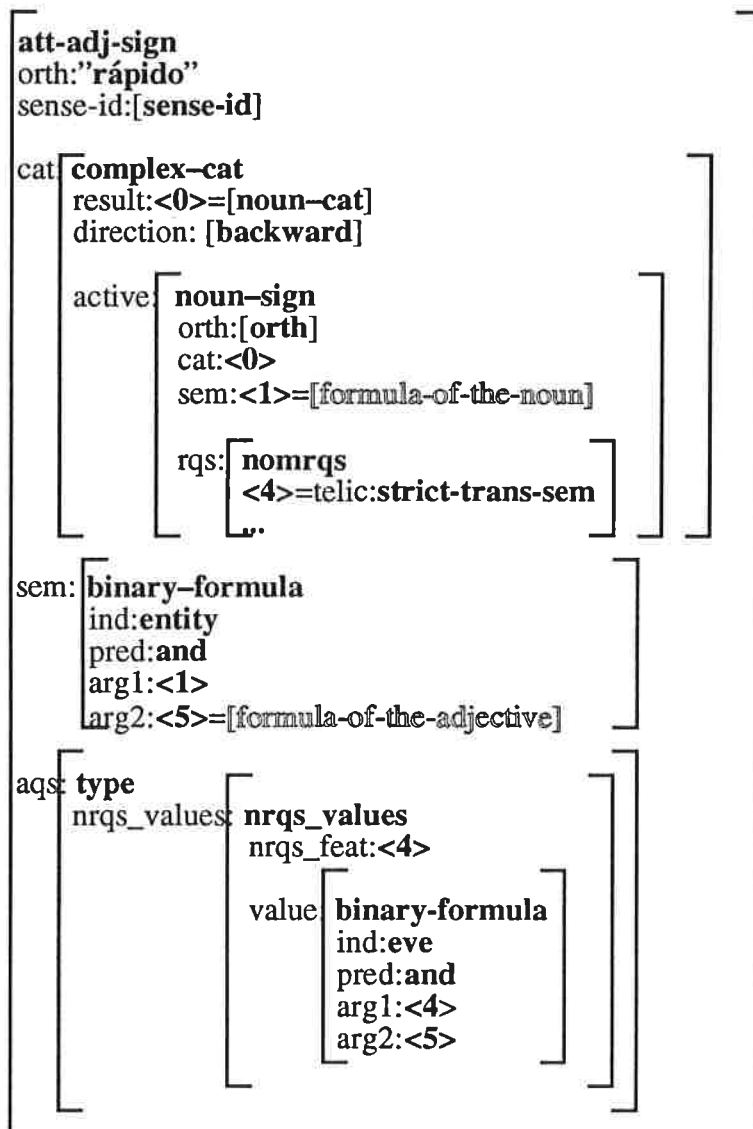 att-adj-sign
orth:"rápido"
sense-id:[sense-id]
cat: complex–cat
result:<0>=[noun–cat]
direction: [backward]
active: noun–sign
orth:[orth]
cat:<0>
sem:<1>=[formula-of-the-noun]
rqs: nomrqs
<4>=telic:strict-trans-sem
...
sem: binary–formula
ind:entity
pred:and
arg1:<1>
arg2:<5>=[formula-of-the-adjective]
aqs: type
nrqs_values: nrqs_values
nrqs_feat:<4>
value: binary-formula
ind:eve
pred:and
arg1:<4>
arg2:<5>